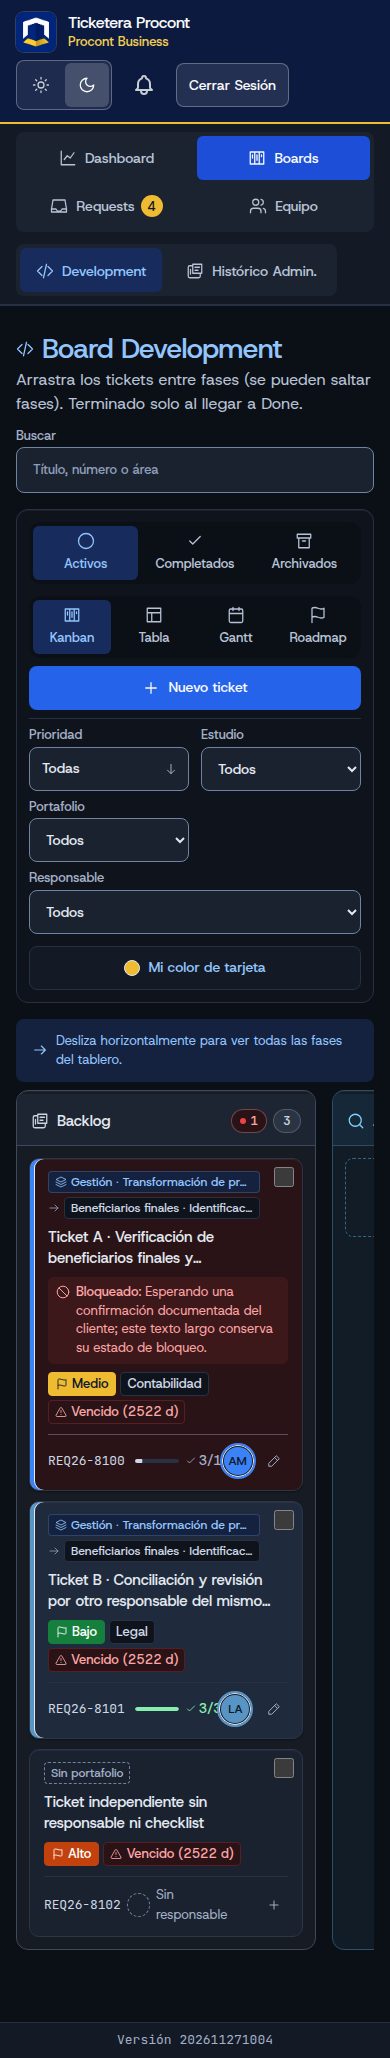 Ticketera Procont
Procont Business
Cerrar Sesión
Dashboard
Boards
Requests 4
Equipo
Development
Histórico Admin.
Board Development
Arrastra los tickets entre fases (se pueden saltar
fases). Terminado solo al llegar a Done.
Buscar
Título, número o área
Activos
Completados
Archivados
Kanban
Tabla
Gantt
Roadmap
Nuevo ticket
Prioridad
Estudio
Todas
Todos
Portafolio
Todos
Responsable
Todos
Mi color de tarjeta
Desliza horizontalmente para ver todas las fases
del tablero.
Backlog
1
3
Gestión · Transformación de pr...
Beneficiarios finales · Identificac...
Ticket A · Verificación de
beneficiarios finales y...
Bloqueado: Esperando una
confirmación documentada del
cliente; este texto largo conserva
su estado de bloqueo.
Medio
Contabilidad
Vencido (2522 d)
REQ26-8100
3/1
AM
Gestión · Transformación de pr...
Beneficiarios finales · Identificac...
Ticket B · Conciliación y revisión
por otro responsable del mismo...
Bajo
Legal
Vencido (2522 d)
REQ26-8101
3/3
LA
Sin portafolio
Ticket independiente sin
responsable ni checklist
Alto
Vencido (2522 d)
REQ26-8102
Sin
responsable
Versión 202611271004